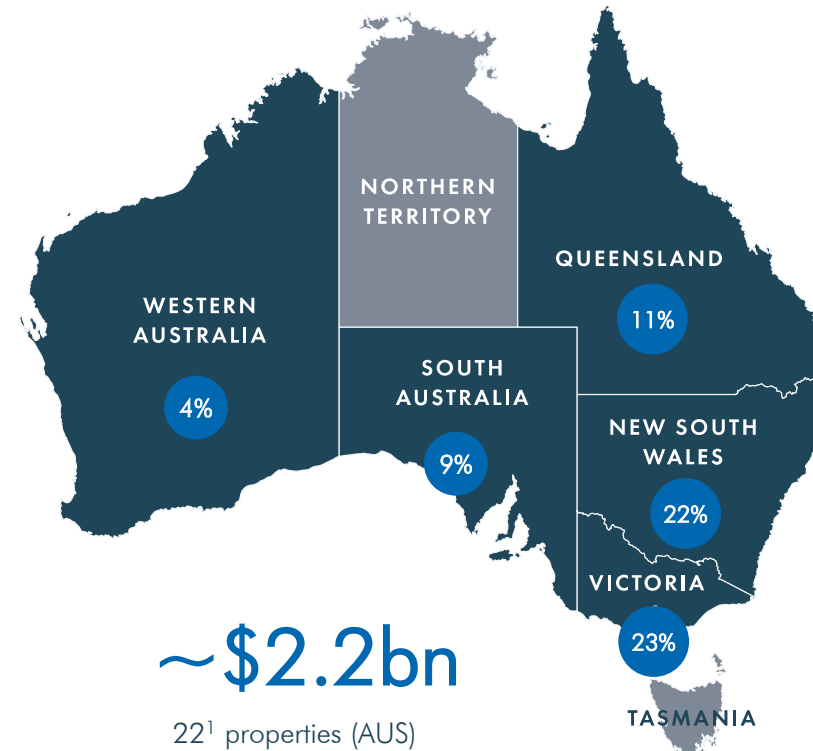 NORTHERN
TERRITORY
QUEENSLAND
11%
WESTERN
AUSTRALIA
4%
SOUTH
AUSTRALIA
9%
NEW SOUTH
WALES
22%
VICTORIA
23%
~$2.2bn
22¹ properties (AUS)
TASMANIA